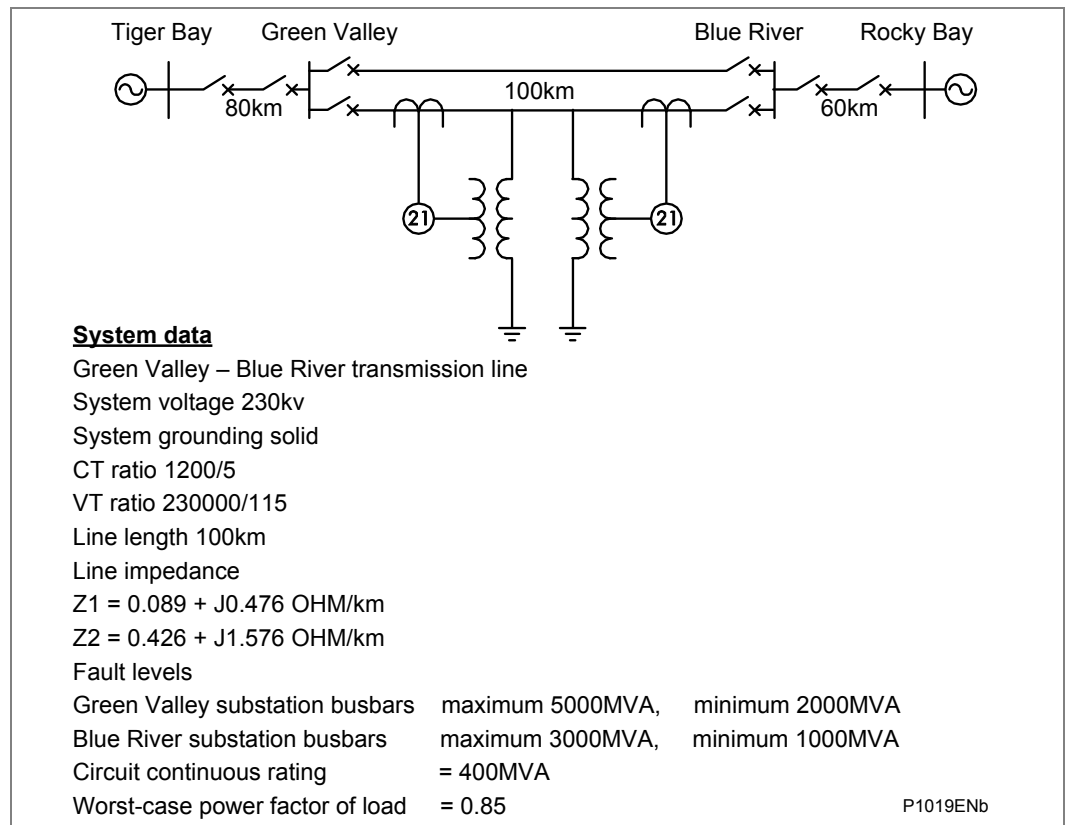 Tiger Bay Green Valley Blue River Rocky Bay
80km 100km 60km
21 21
System data
Green Valley – Blue River transmission line
System voltage 230kv
System grounding solid
CT ratio 1200/5
VT ratio 230000/115
Line length 100km
Line impedance
Z1 = 0.089 + J0.476 OHM/km
Z2 = 0.426 + J1.576 OHM/km
Fault levels
Green Valley substation busbars maximum 5000MVA, minimum 2000MVA
Blue River substation busbars maximum 3000MVA, minimum 1000MVA
Circuit continuous rating = 400MVA
Worst-case power factor of load = 0.85 P1019ENb